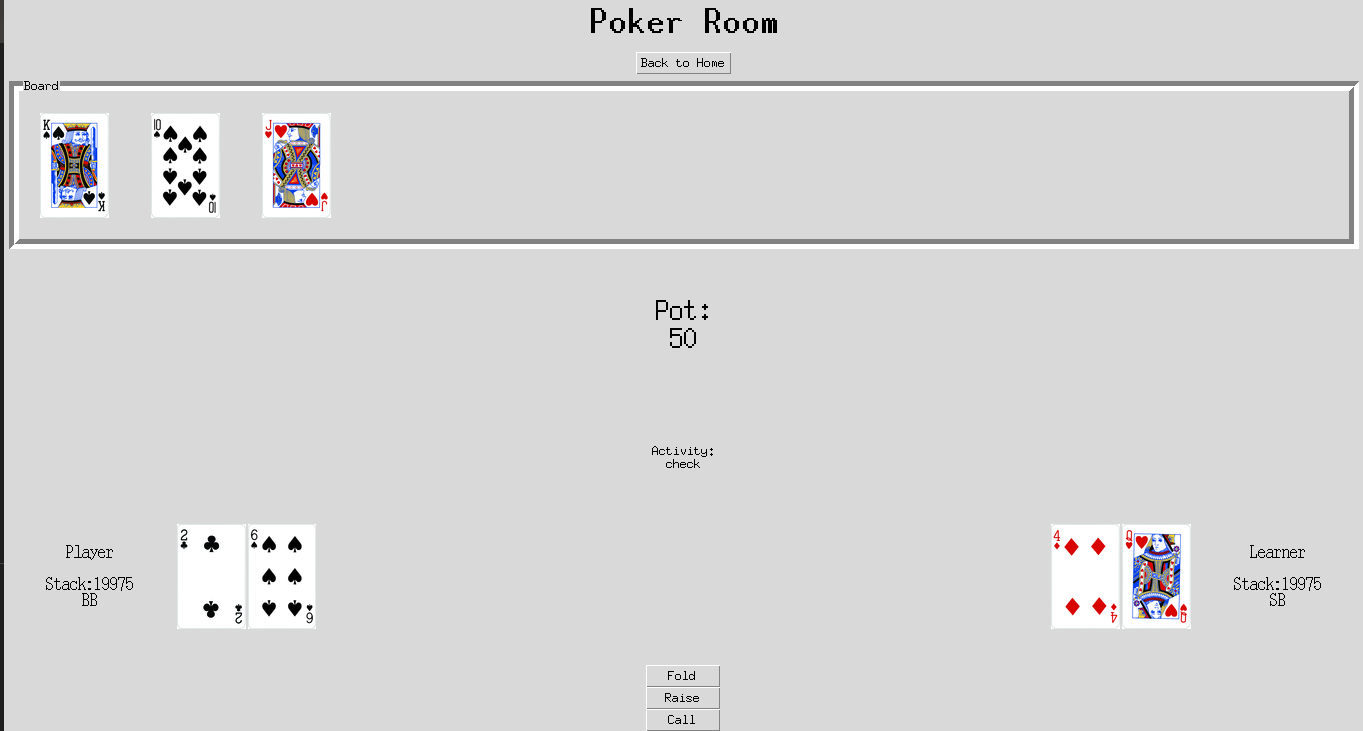 Poker Room
Back to Home
Board
K
K
10
10
J
J
Pot:
50
Activity:
check
Player
Stack:19975
BB
2
2
6
6
4
4
Q
Q
Learner
Stack:19975
SB
Fold
Raise
Call